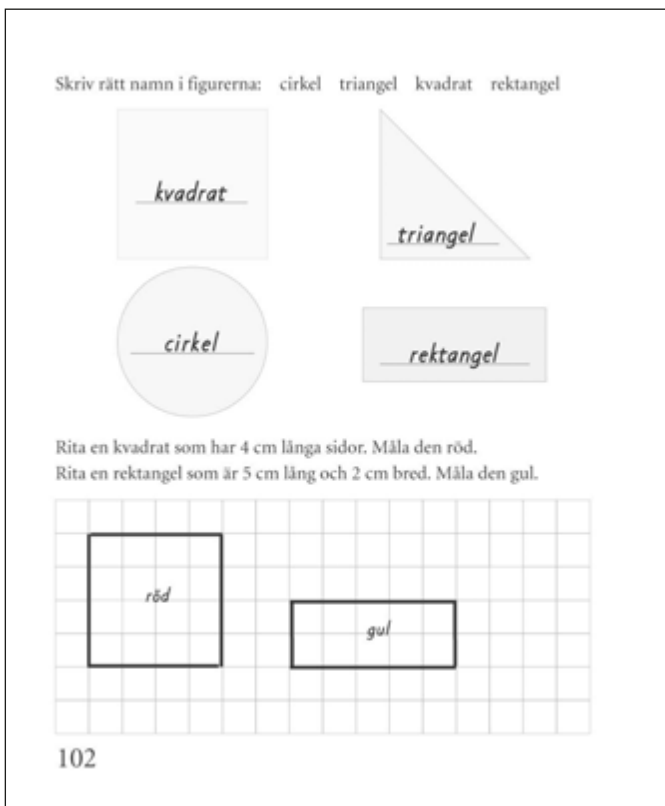 Skriv rätt namn i figurerna: cirkel triangel kvadrat rektangel
kvadrat
triangel
cirkel
rektangel
Rita en kvadrat som har 4 cm långa sidor. Måla den röd.
Rita en rektangel som är 5 cm lång och 2 cm bred. Måla den gul.
röd
gul
102